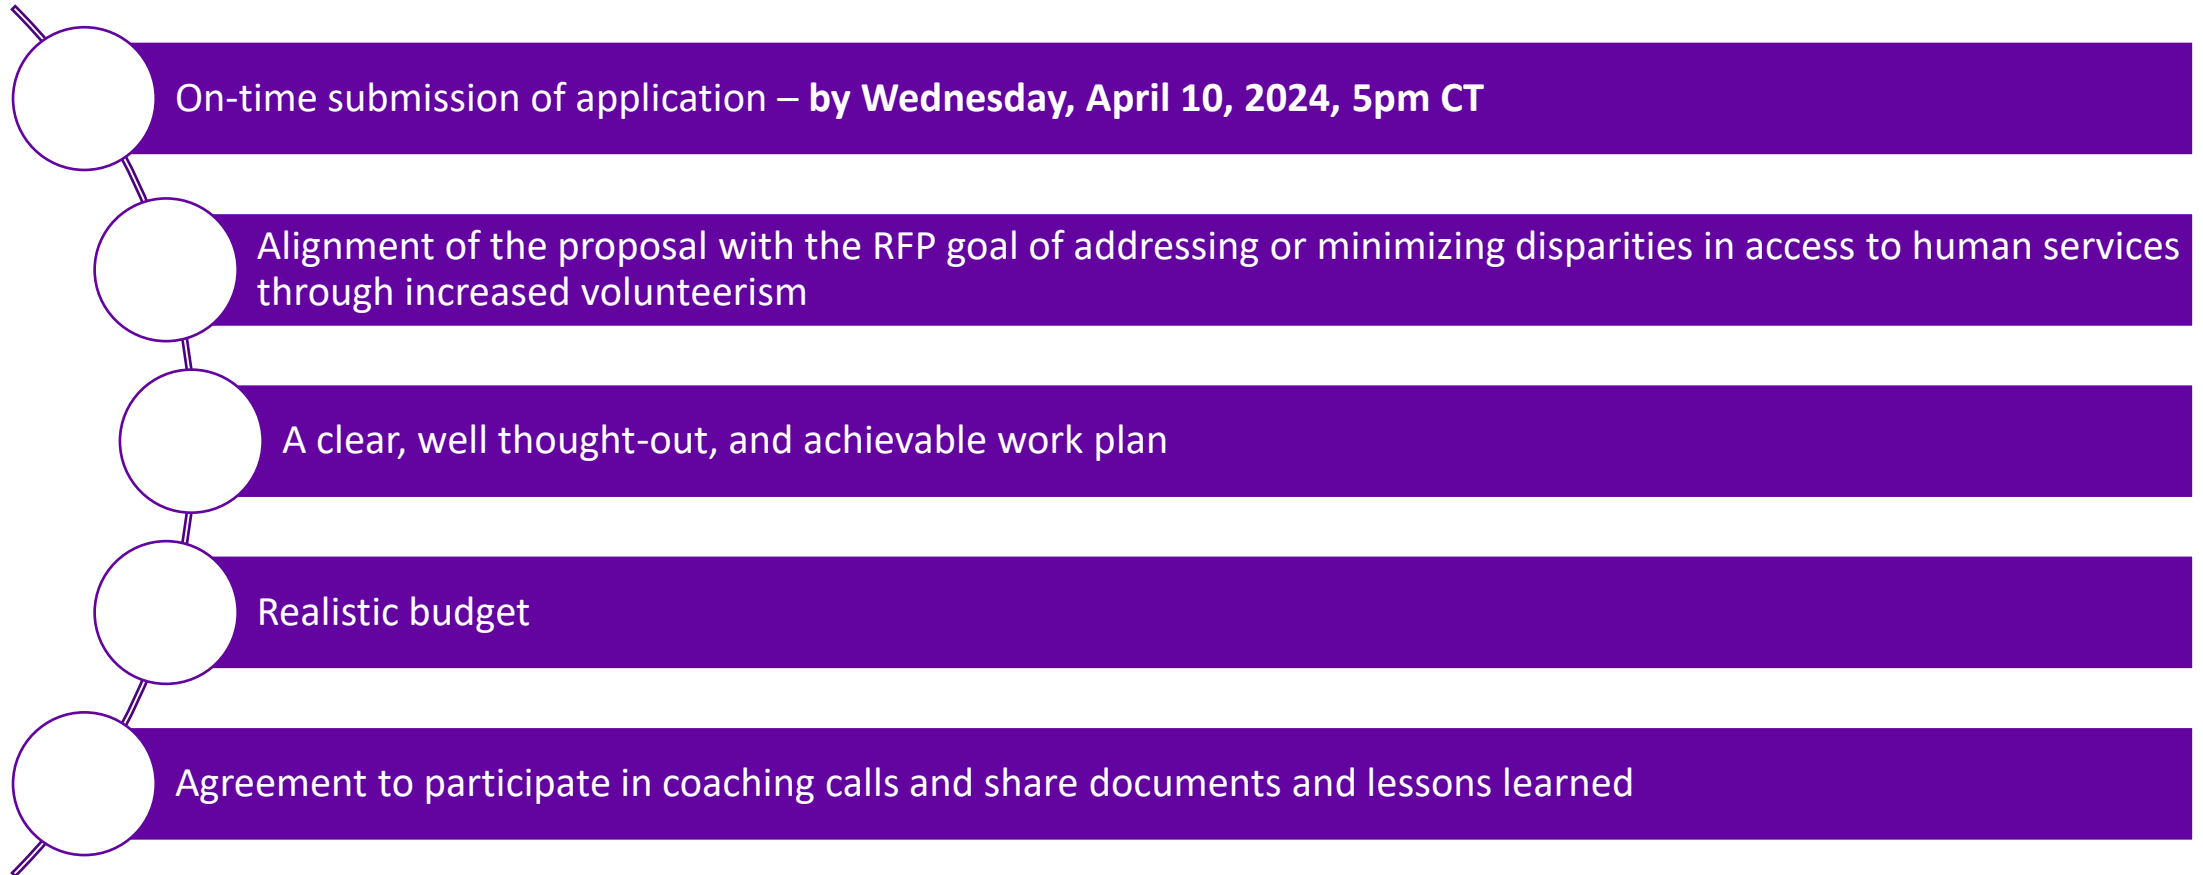 On-time submission of application – by Wednesday, April 10, 2024, 5pm CT
Alignment of the proposal with the RFP goal of addressing or minimizing disparities in access to human services
through increased volunteerism
A clear, well thought-out, and achievable work plan
Realistic budget
Agreement to participate in coaching calls and share documents and lessons learned